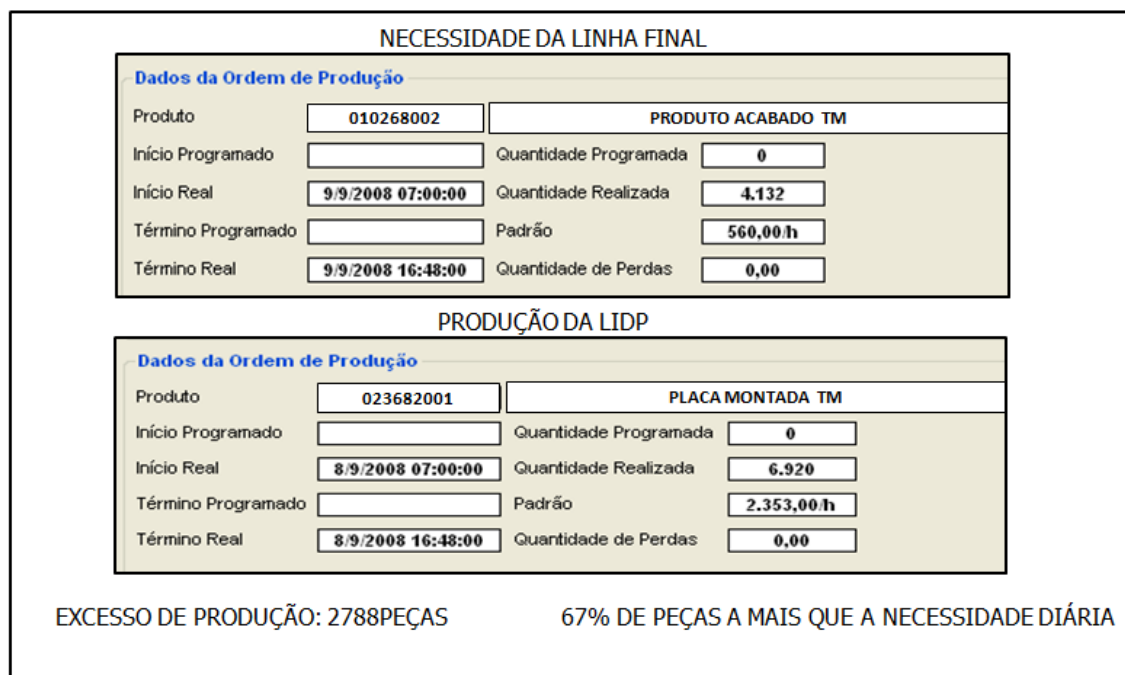 NECESSIDADE DA LINHA FINAL
Dados da Ordem de Produção
Produto 010268002 PRODUTO ACABADO TM
Início Programado Quantidade Programada 0
Início Real 9/9/2008 07:00:00 Quantidade Realizada 4.132
Término Programado Padrão 560,00/h
Término Real 9/9/2008 16:48:00 Quantidade de Perdas 0,00
PRODUÇÃO DA LIDP
Dados da Ordem de Produção
Produto 023682001 PLACA MONTADA TM
Início Programado Quantidade Programada 0
Início Real 8/9/2008 07:00:00 Quantidade Realizada 6.920
Término Programado Padrão 2.353,00/h
Término Real 8/9/2008 16:48:00 Quantidade de Perdas 0,00
EXCESSO DE PRODUÇÃO: 2788PEÇAS 67% DE PEÇAS A MAIS QUE A NECESSIDADE DIÁRIA